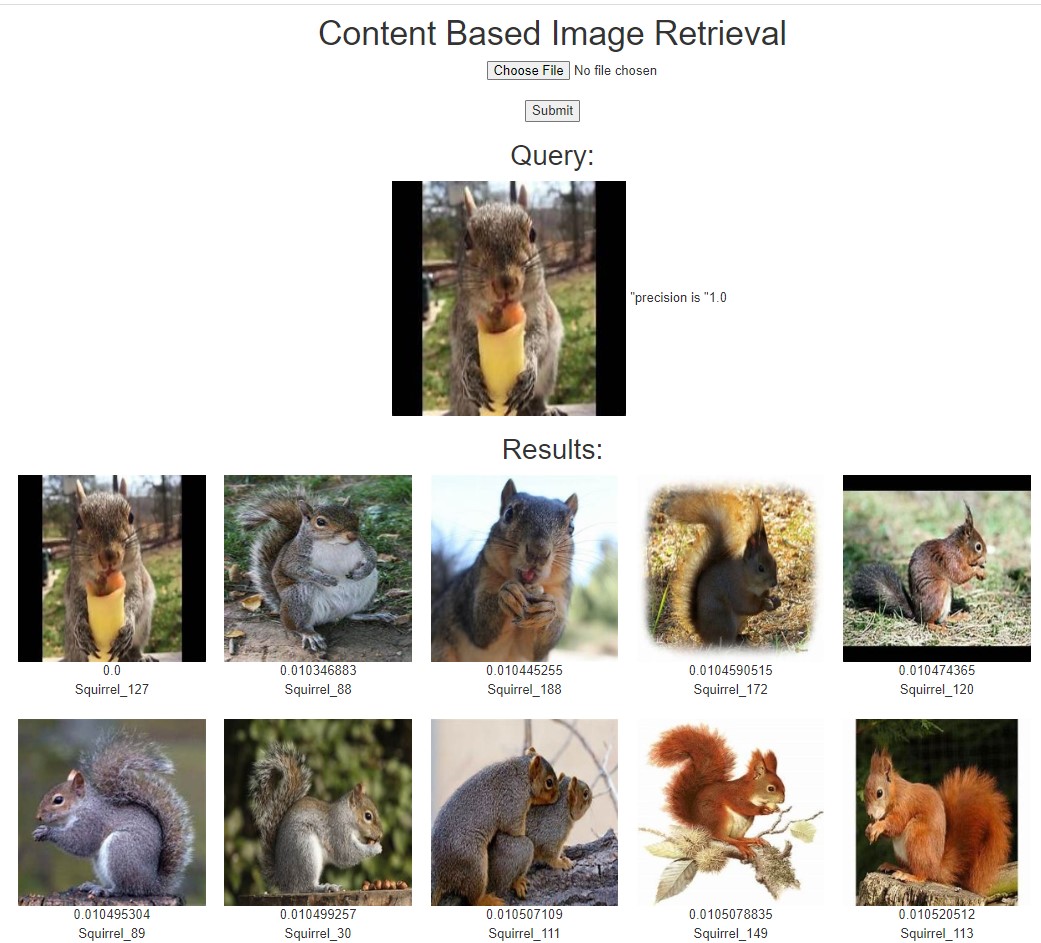 Content Based Image Retrieval
Choose File No file chosen
Submit
Query:
"precision is "1.0
Results:
0.0 0.010346883 0.010445255 0.0104590515 0.010474365
Squirrel_127 Squirrel_88 Squirrel_188 Squirrel_172 Squirrel_120
0.010495304 0.010499257 0.010507109 0.0105078835 0.010520512
Squirrel_89 Squirrel_30 Squirrel_111 Squirrel_149 Squirrel_113